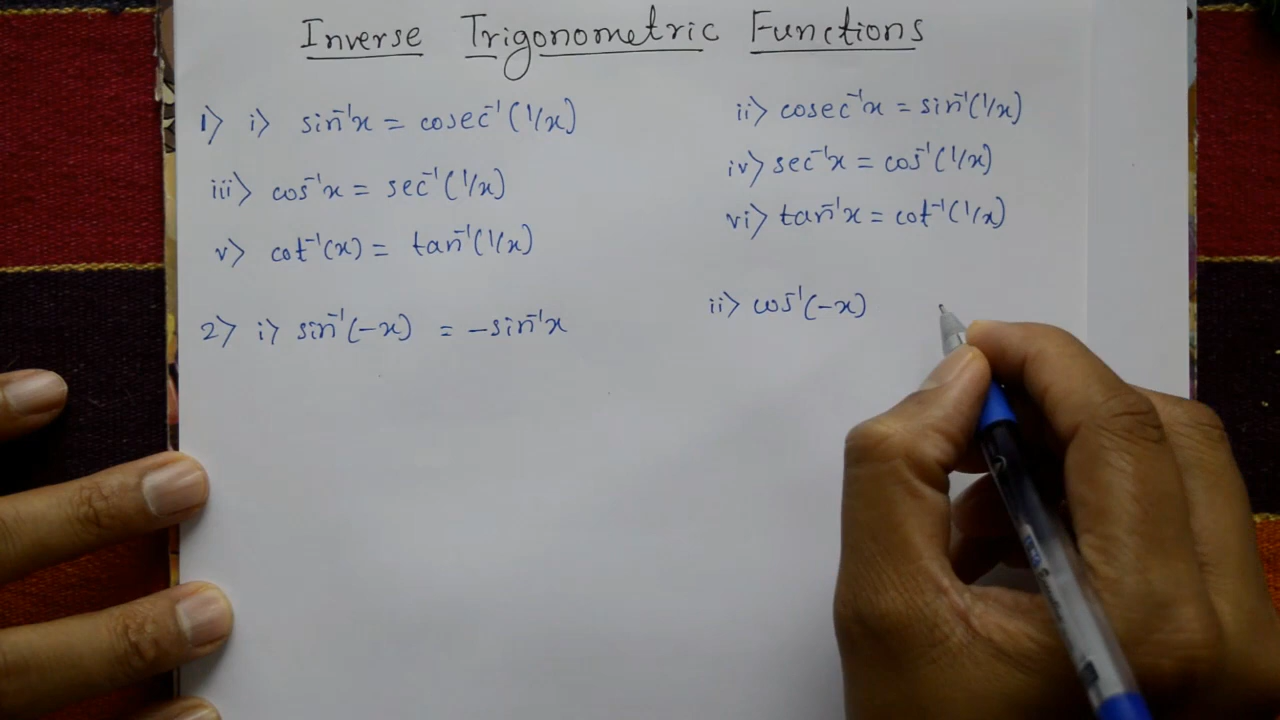 Inverse Trigonometric Functions
1) i) sin⁻¹x = cosec⁻¹(1/x) ii) cosec⁻¹x = sin⁻¹(1/x)
iii) cos⁻¹x = sec⁻¹(1/x) iv) sec⁻¹x = cos⁻¹(1/x)
v) cot⁻¹(x) = tan⁻¹(1/x) vi) tan⁻¹x = cot⁻¹(1/x)
2) i) sin⁻¹(-x) = -sin⁻¹x ii) cos⁻¹(-x)